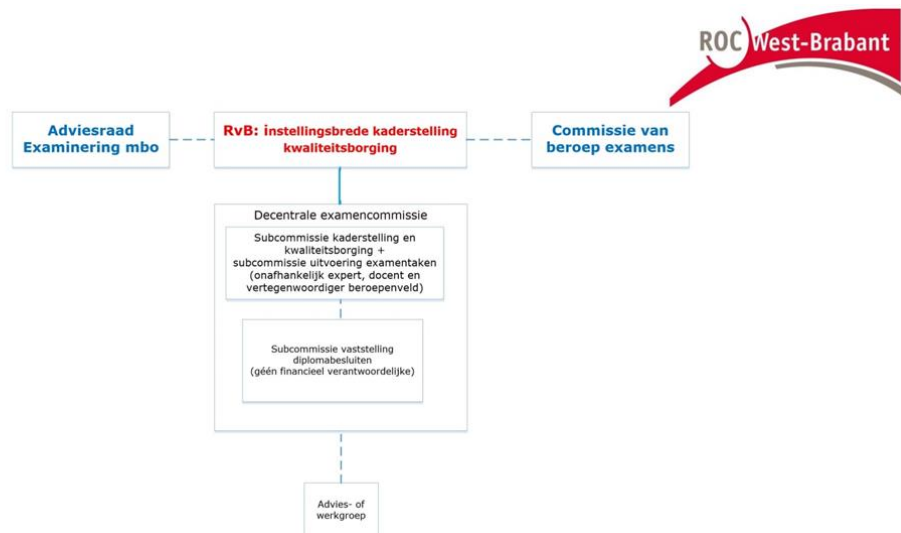 ROC West-Brabant
Adviesraad
Examinering mbo
RvB: instellingsbrede kaderstelling
kwaliteitsborging
Commissie van
beroep examens
Decentrale examencommissie
Subcommissie kaderstelling en
kwaliteitsborging +
subcommissie uitvoering examentaken
(onafhankelijk expert, docent en
vertegenwoordiger beroepenveld)
Subcommissie vaststelling
diplomabesluiten
(géén financieel verantwoordelijke)
Advies- of
werkgroep